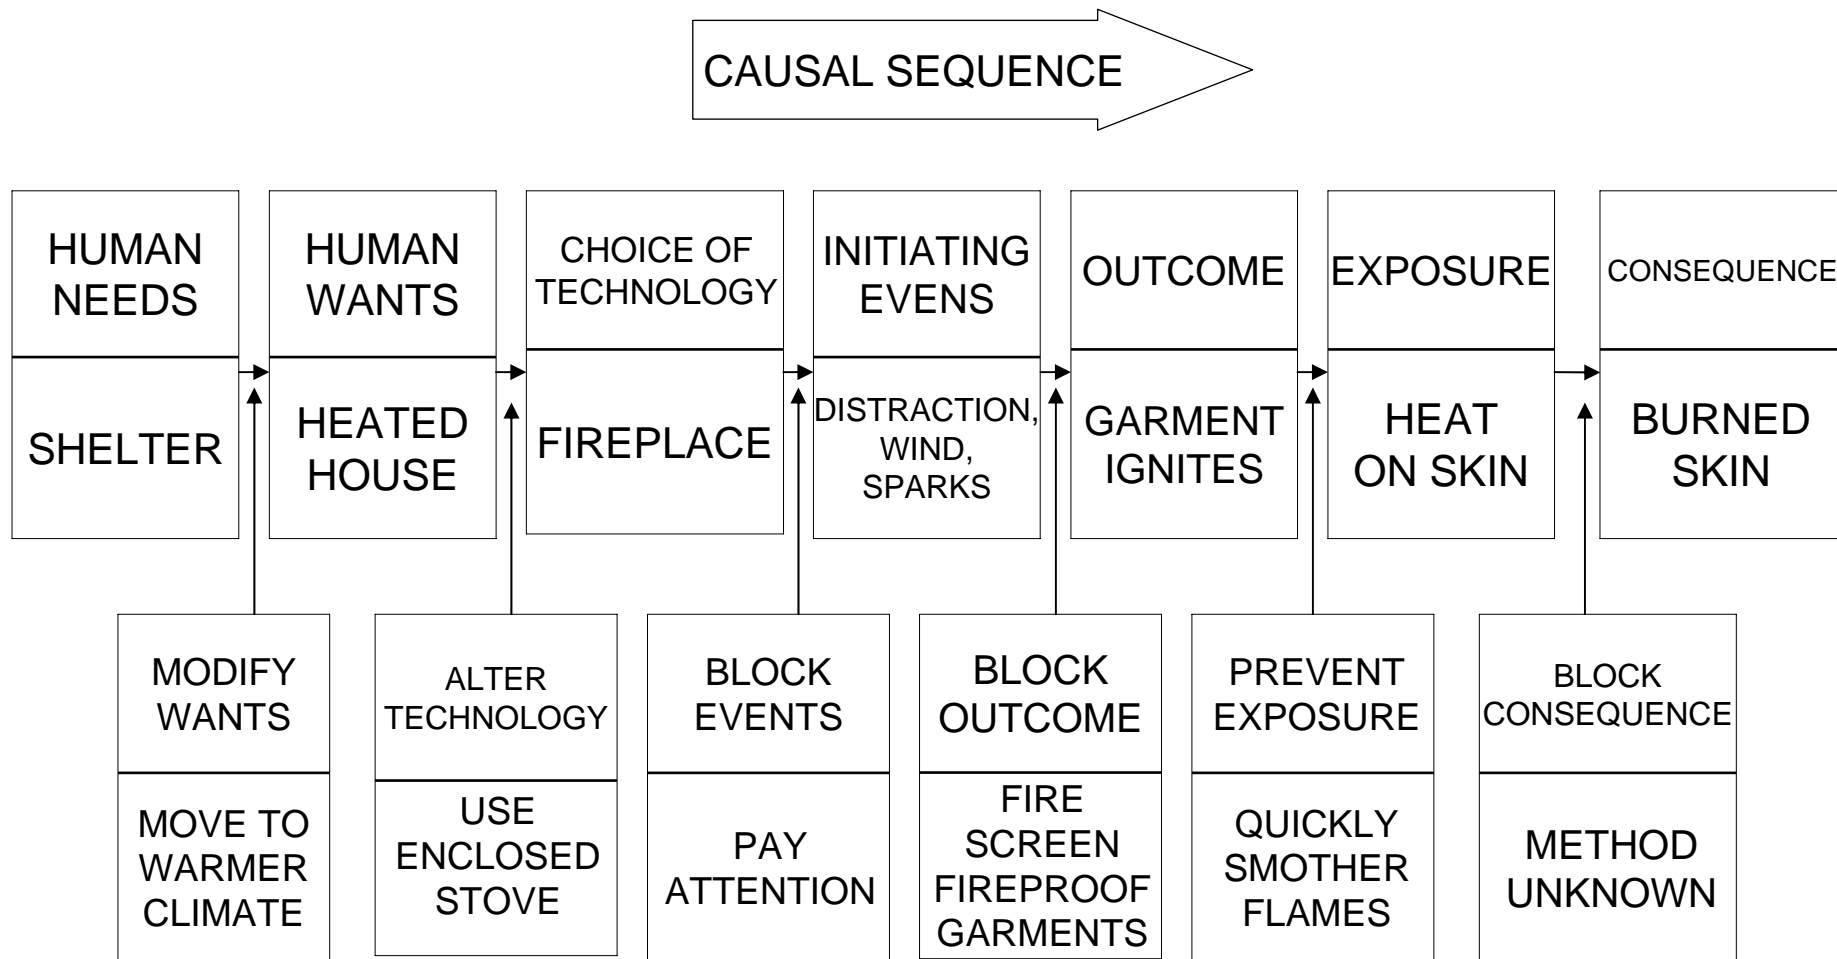 CAUSAL SEQUENCE
HUMAN
NEEDS
SHELTER
HUMAN
WANTS
HEATED
HOUSE
CHOICE OF
TECHNOLOGY
FIREPLACE
INITIATING
EVENS
DISTRACTION,
WIND,
SPARKS
OUTCOME
GARMENT
IGNITES
EXPOSURE
HEAT
ON SKIN
CONSEQUENCE
BURNED
SKIN
MODIFY
WANTS
MOVE TO
WARMER
CLIMATE
ALTER
TECHNOLOGY
USE
ENCLOSED
STOVE
BLOCK
EVENTS
PAY
ATTENTION
BLOCK
OUTCOME
FIRE
SCREEN
FIREPROOF
GARMENTS
PREVENT
EXPOSURE
QUICKLY
SMOTHER
FLAMES
BLOCK
CONSEQUENCE
METHOD
UNKNOWN